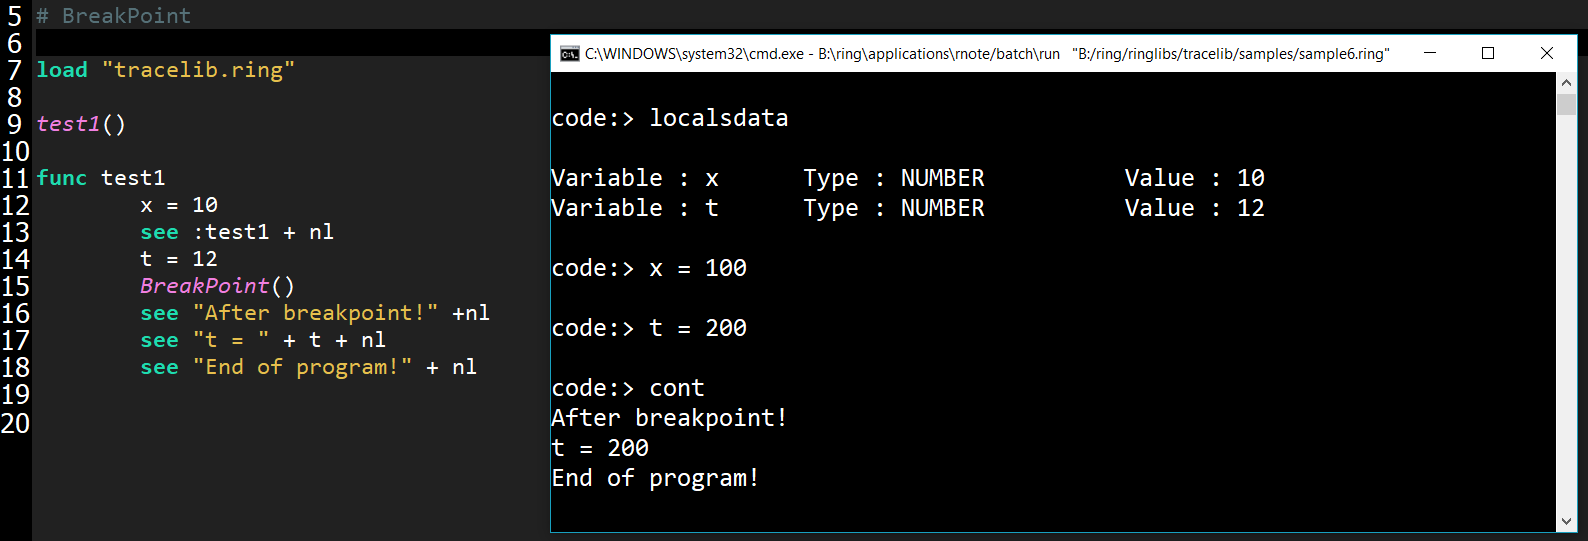 5 # BreakPoint
6
7 load "tracelib.ring"
8
9 test1()
10
11 func test1
12 x = 10
13 see :test1 + nl
14 t = 12
15 BreakPoint()
16 see "After breakpoint!" +nl
17 see "t = " + t + nl
18 see "End of program!" + nl
19
20
C:\WINDOWS\system32\cmd.exe - B:\ring\applications\rnote/batch\run "B:/ring/ringlibs/tracelib/samples/sample6.ring"
code:> localsdata
Variable : x Type : NUMBER Value : 10
Variable : t Type : NUMBER Value : 12
code:> x = 100
code:> t = 200
code:> cont
After breakpoint!
t = 200
End of program!